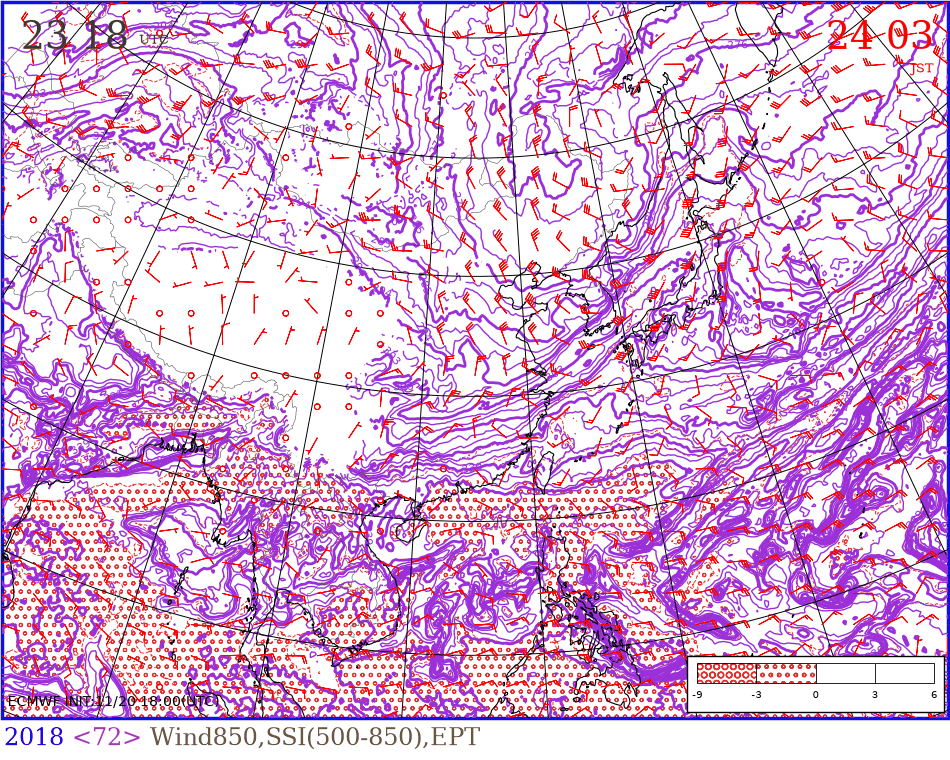 23 18 UTC
24 03
JST
ECMWF INIT:11/20 18:00(UTC)
-9 -3 0 3 6
2018 <72> Wind850,SSI(500-850),EPT